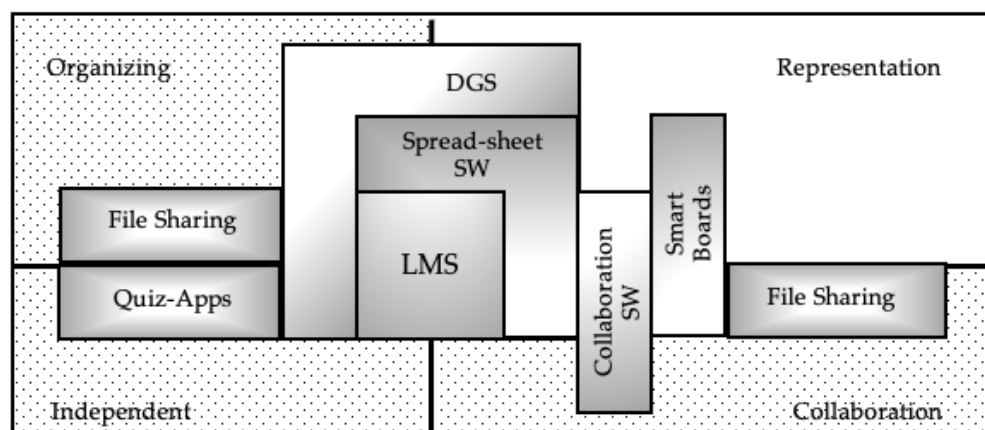 Organizing
Representation
DGS
Spread-sheet
SW
File Sharing
LMS
Quiz-Apps
Collaboration
SW
Smart
Boards
File Sharing
Independent
Collaboration